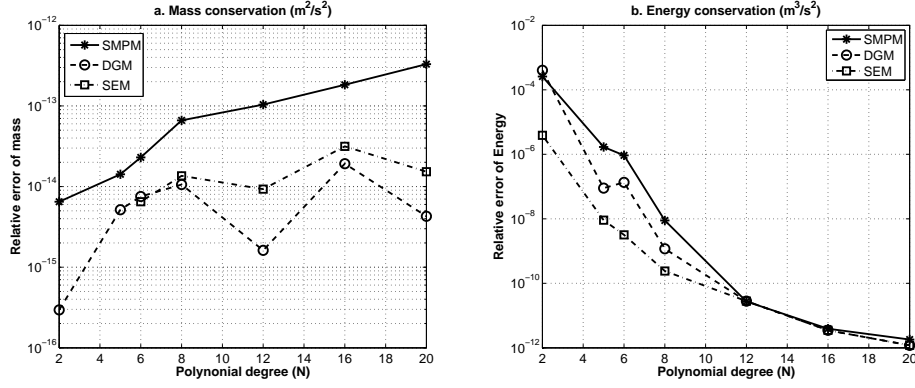 a. Mass conservation (m²/s²)
10⁻¹²
10⁻¹³
10⁻¹⁴
10⁻¹⁵
10⁻¹⁶
Relative error of mass
SMPM
DGM
SEM
2 4 6 8 10 12 14 16 18 20
Polynonial degree (N)
b. Energy conservation (m³/s²)
10⁻²
10⁻⁴
10⁻⁶
10⁻⁸
10⁻¹⁰
10⁻¹²
Relative error of Energy
SMPM
DGM
SEM
2 4 6 8 10 12 14 16 18 20
Polynomial degree (N)